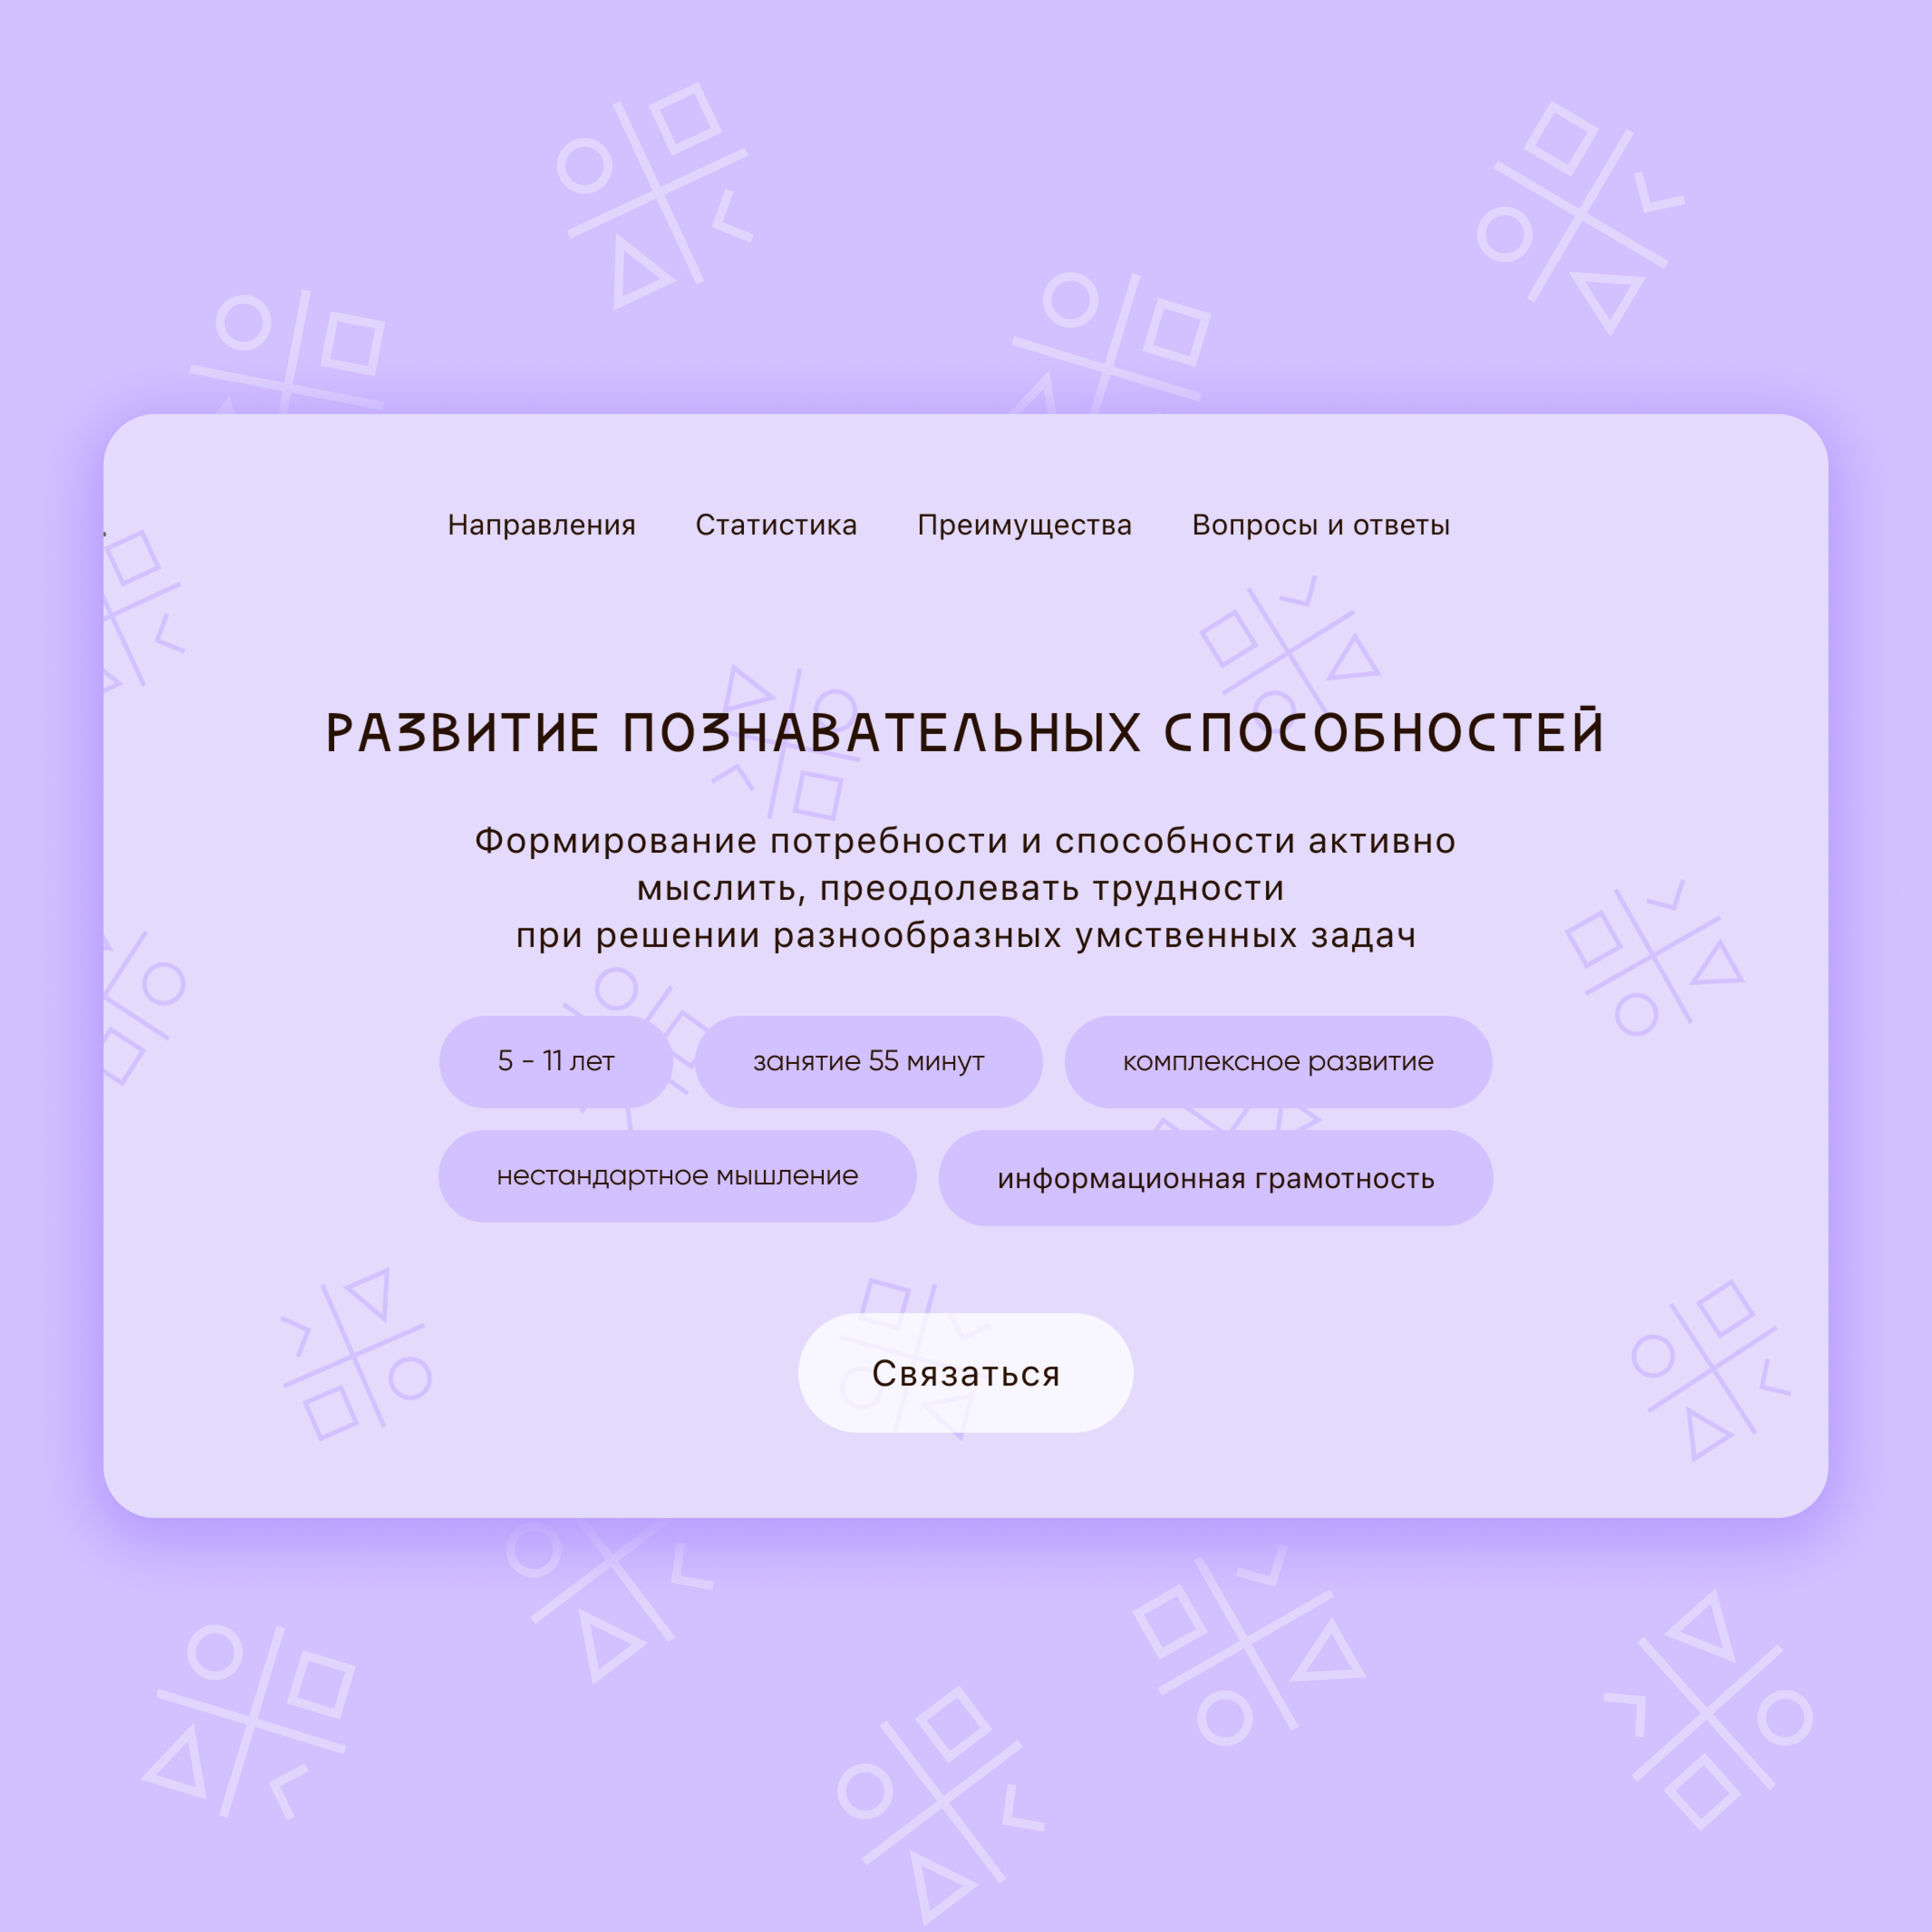 Направления Статистика Преимущества Вопросы и ответы
РАЗВИТИЕ ПОЗНАВАТЕЛЬНЫХ СПОСОБНОСТЕЙ
Формирование потребности и способности активно
мыслить, преодолевать трудности
при решении разнообразных умственных задач
5 - 11 лет занятие 55 минут комплексное развитие
нестандартное мышление информационная грамотность
Связаться